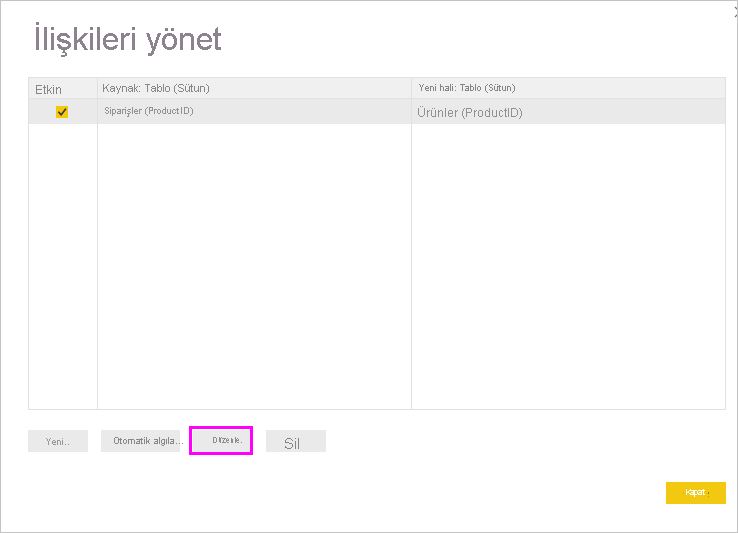 İlişkileri yönet
Etkin Kaynak: Tablo (Sütun) Yeni hali: Tablo (Sütun)
Siparişler (ProductID) Ürünler (ProductID)
Yeni.. Otomatik algıla... Düzenle. Sil
Kapat